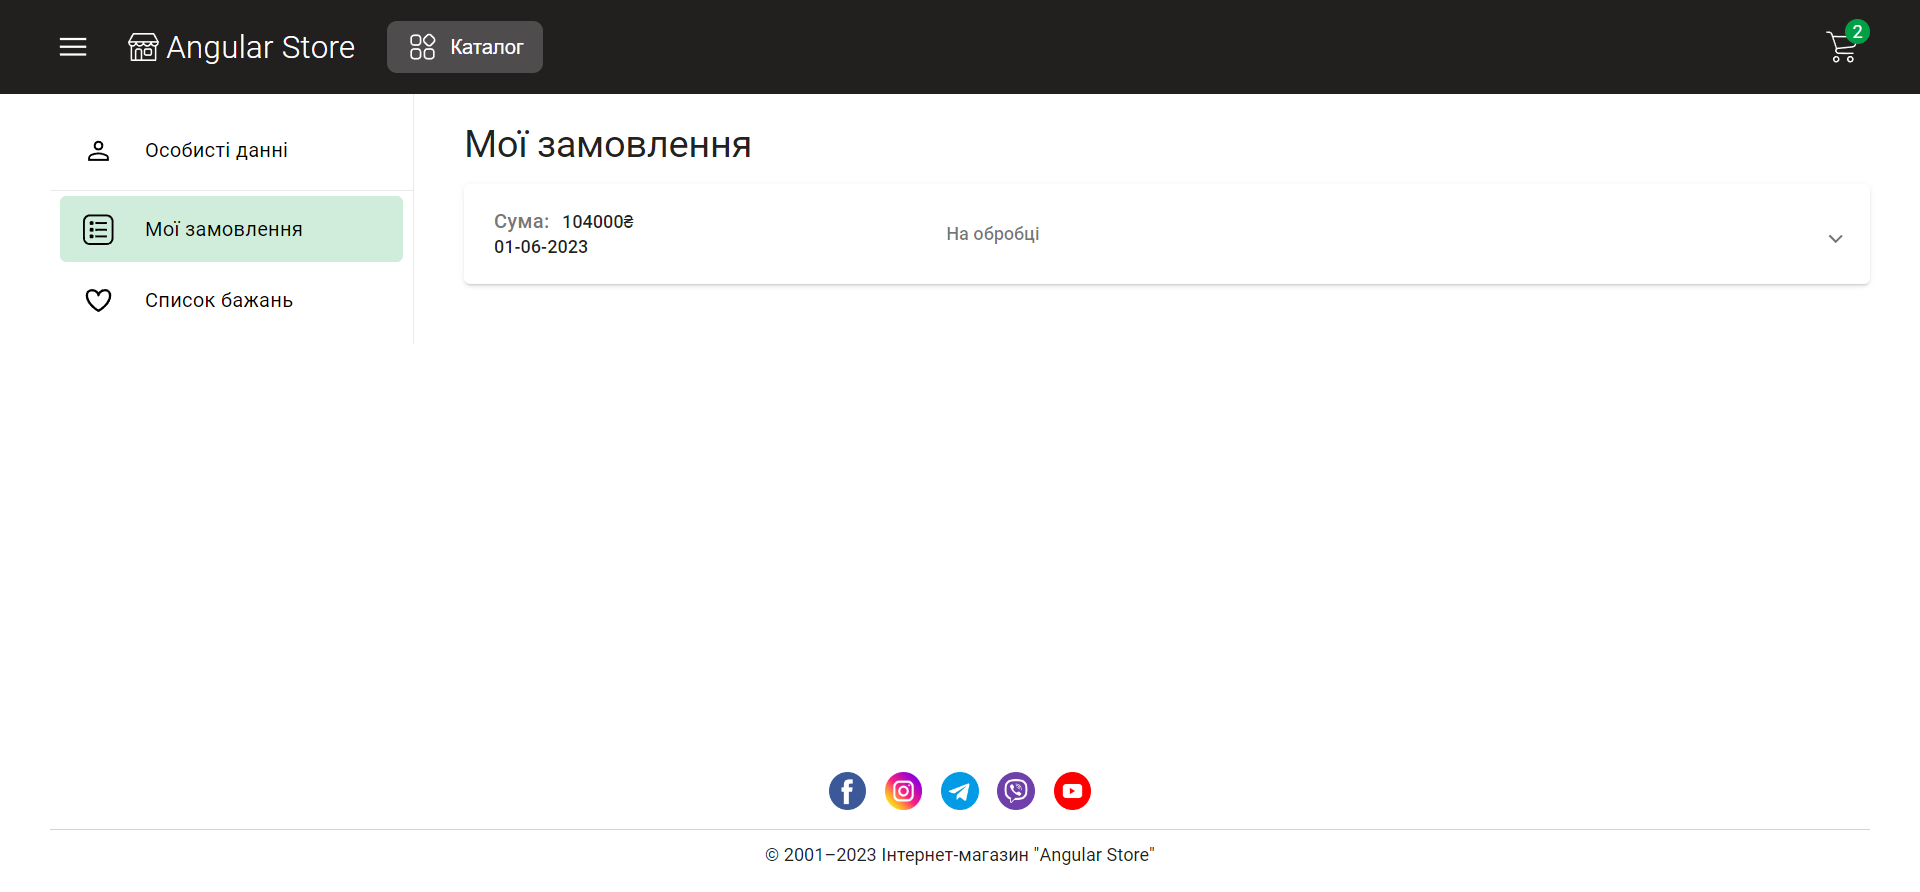 Angular Store
Каталог
2
Особисті данні
Мої замовлення
Список бажань
Мої замовлення
Сума: 104000₴
01-06-2023
На обробці
© 2001–2023 Інтернет-магазин "Angular Store"